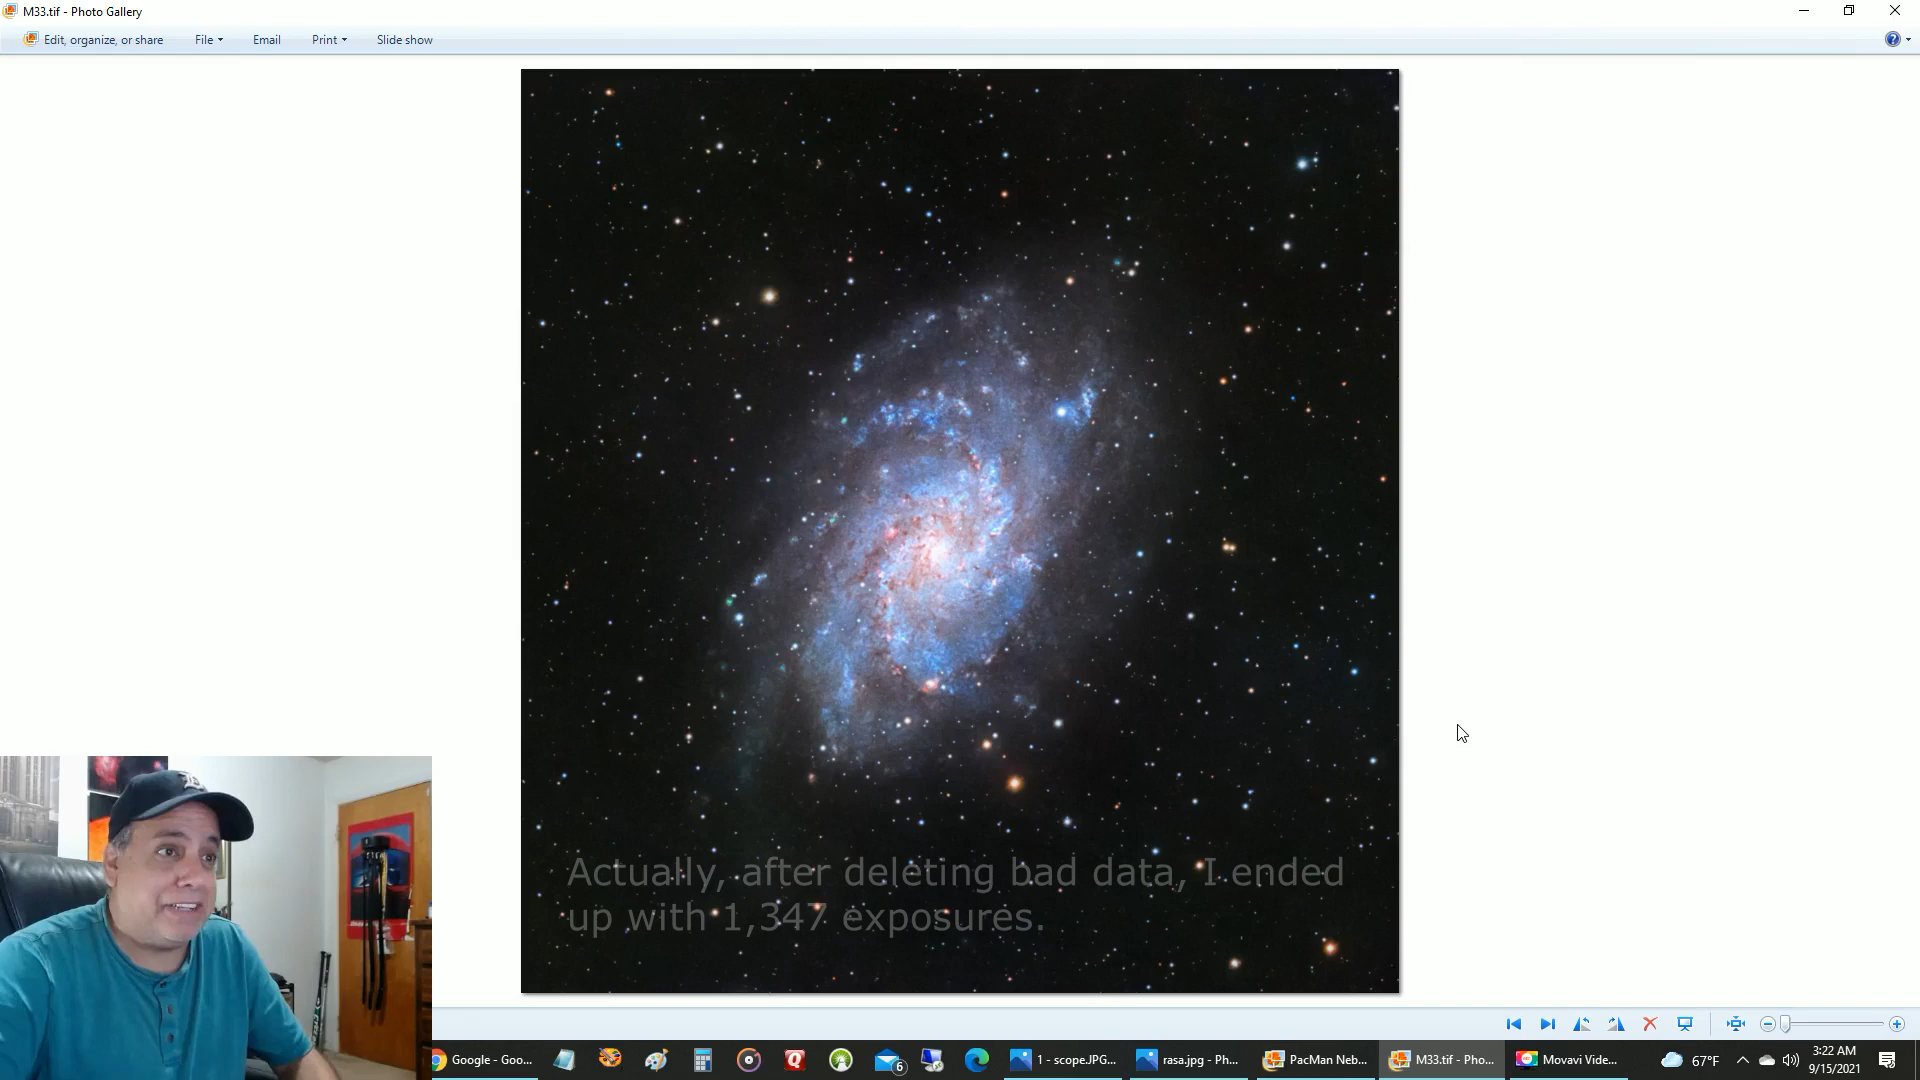 M33.tif - Photo Gallery
Edit, organize, or share
File
Email
Print
Slide show
Actually, after deleting bad data, I ended
up with 1,347 exposures.
Google - Goo...
6
1 - scope.JPG...
rasa.jpg - Ph...
PacMan Neb...
M33.tif - Pho...
Movavi Vide...
67°F
3:22 AM
9/15/2021